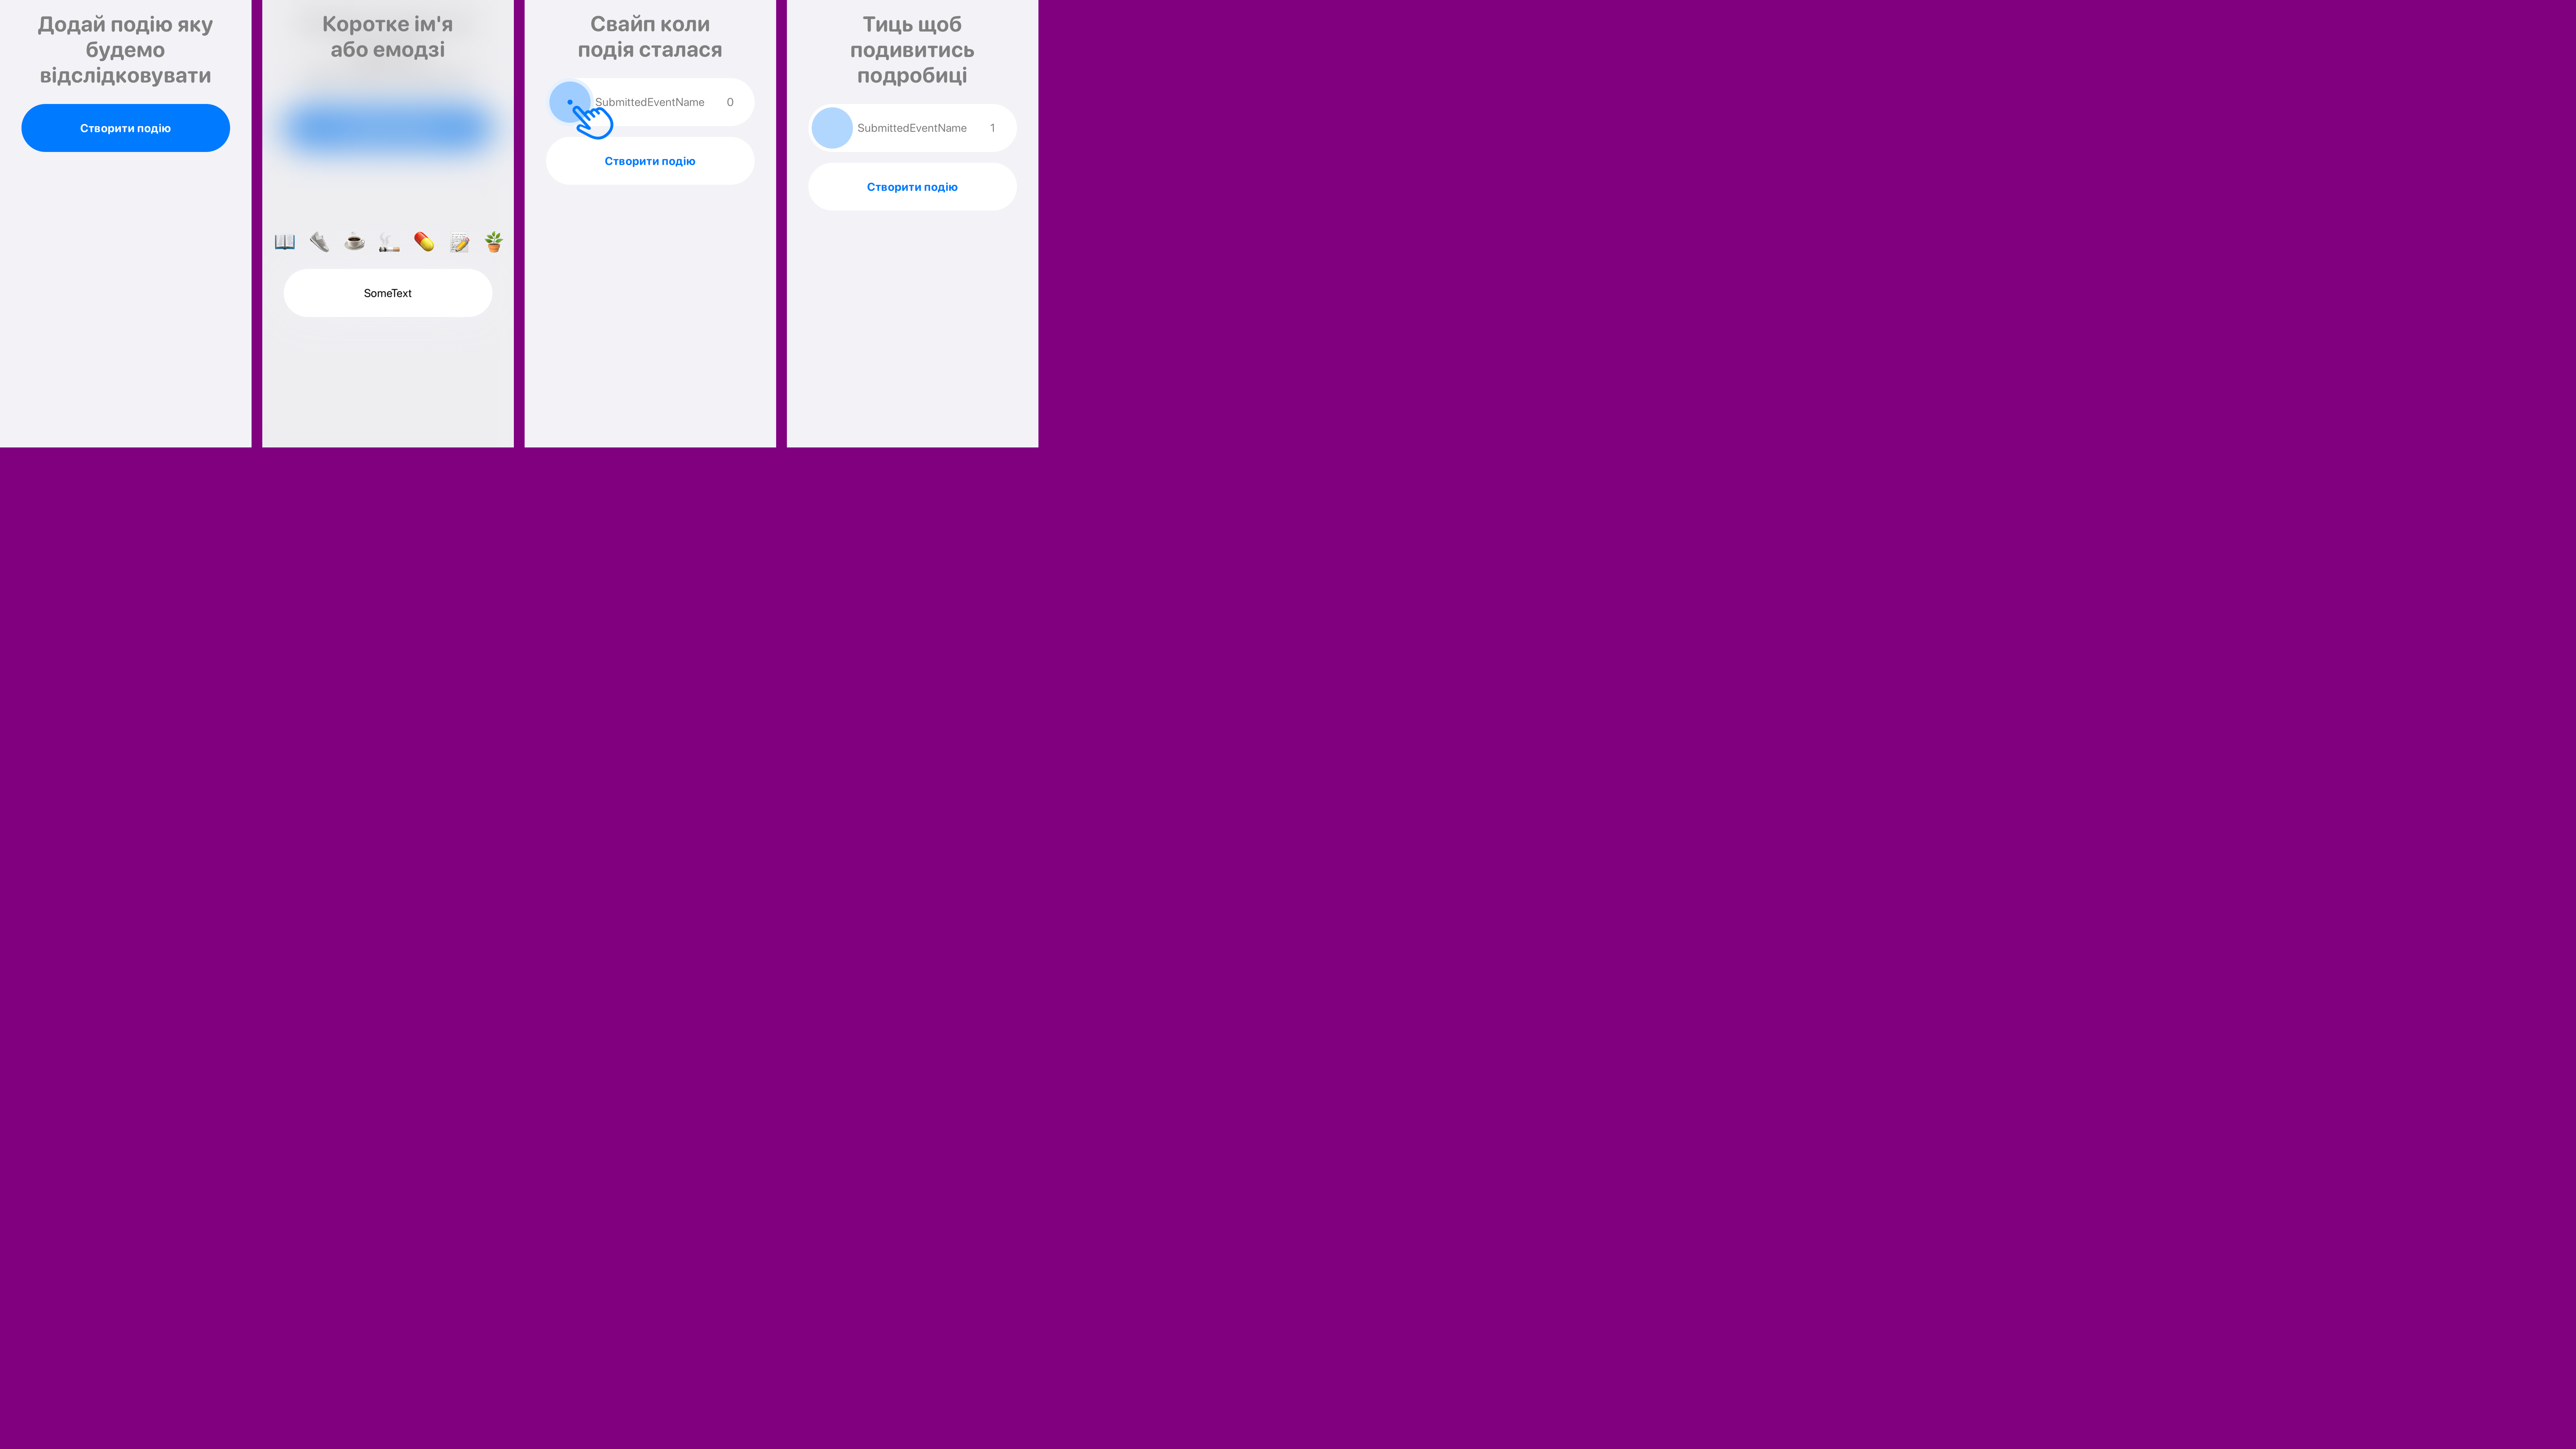 Додай подію яку
будемо
відслідковувати
Створити подію
Коротке ім'я
або емодзі
SomeText
Свайп коли
подія сталася
SubmittedEventName 0
Створити подію
Тиць щоб
подивитись
подробиці
SubmittedEventName 1
Створити подію